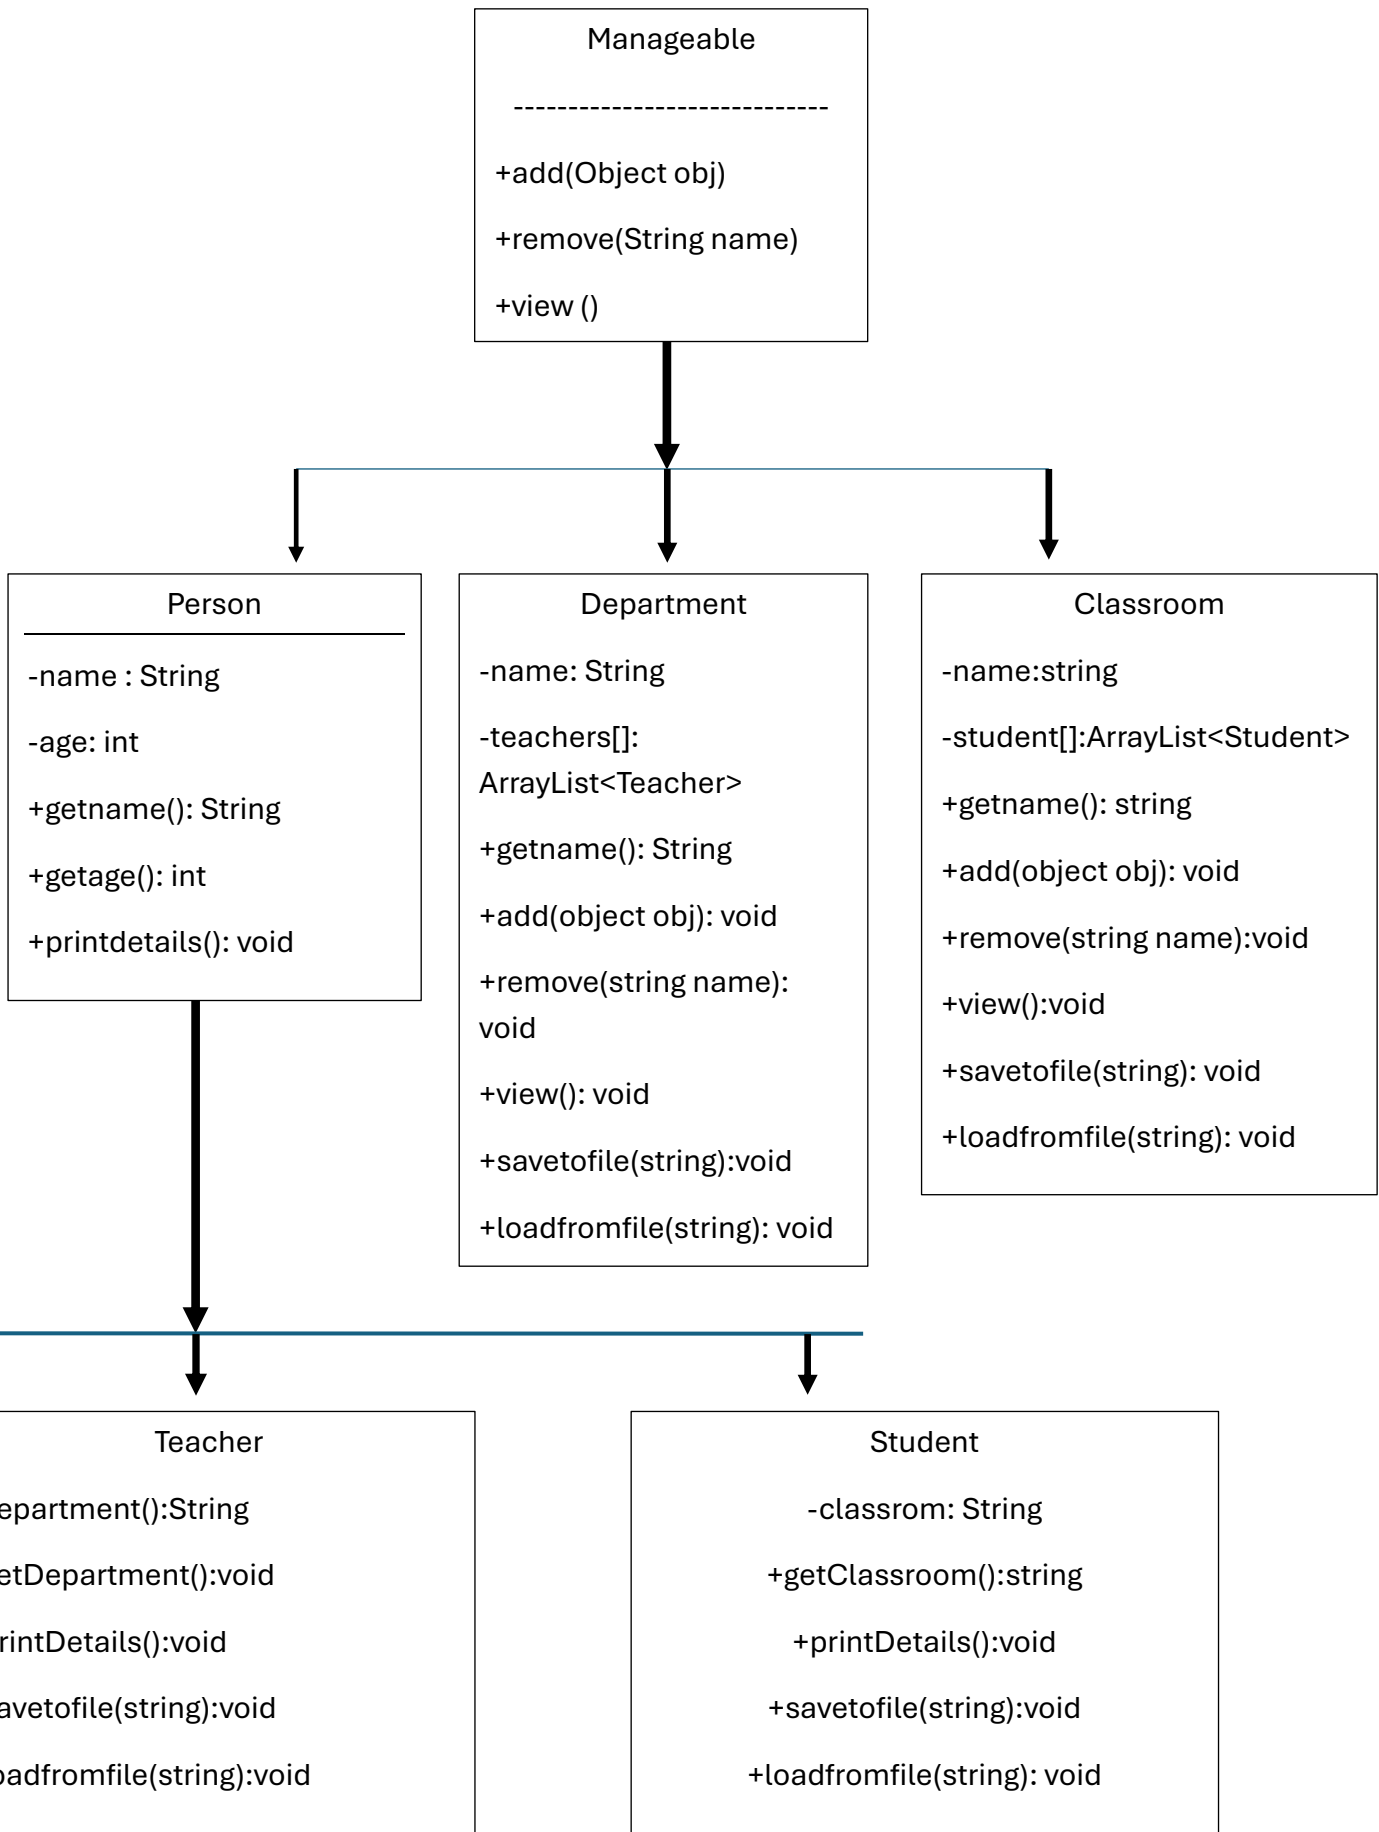 Manageable
----------------------------
+add(Object obj)
+remove(String name)
+view ()
Person
-name : String
-age: int
+getname(): String
+getage(): int
+printdetails(): void
Department
-name: String
-teachers[]:
ArrayList<Teacher>
+getname(): String
+add(object obj): void
+remove(string name):
void
+view(): void
+savetofile(string):void
+loadfromfile(string): void
Classroom
-name:string
-student[]:ArrayList<Student>
+getname(): string
+add(object obj): void
+remove(string name):void
+view():void
+savetofile(string): void
+loadfromfile(string): void
Teacher
epartment():String
etDepartment():void
rintDetails():void
avetofile(string):void
oadfromfile(string):void
Student
-classrom: String
+getClassroom():string
+printDetails():void
+savetofile(string):void
+loadfromfile(string): void